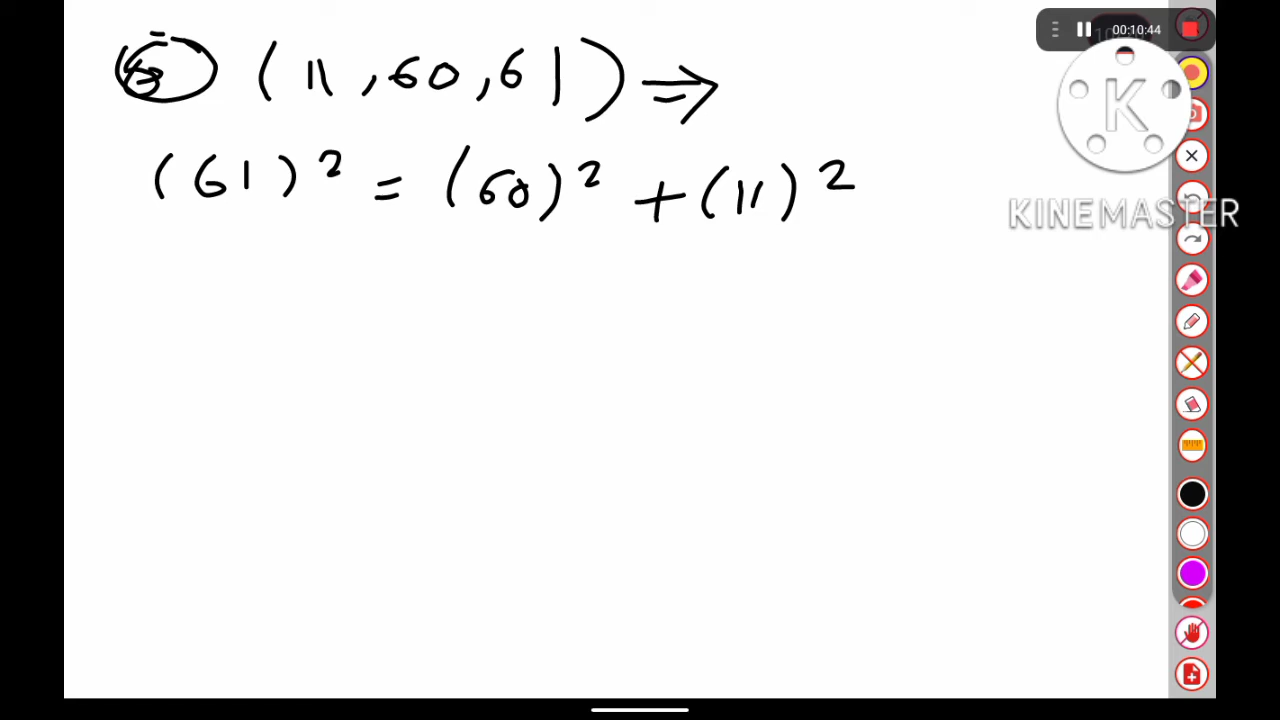 00:10:44
( 11 , 60 , 61 ) ⇒
K
(61)² = (60)² + (11)²
KINEMASTER